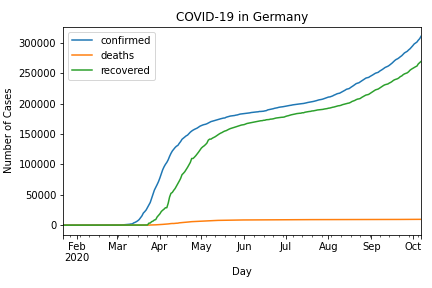 COVID-19 in Germany
confirmed
deaths
recovered
Number of Cases
300000
250000
200000
150000
100000
50000
0
Feb Mar Apr May Jun Jul Aug Sep Oct
2020
Day